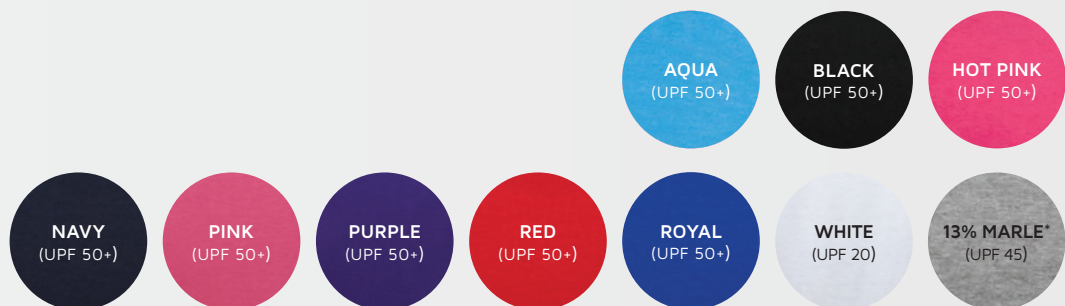 AQUA
(UPF 50+)
BLACK
(UPF 50+)
HOT PINK
(UPF 50+)
NAVY
(UPF 50+)
PINK
(UPF 50+)
PURPLE
(UPF 50+)
RED
(UPF 50+)
ROYAL
(UPF 50+)
WHITE
(UPF 20)
13% MARLE*
(UPF 45)